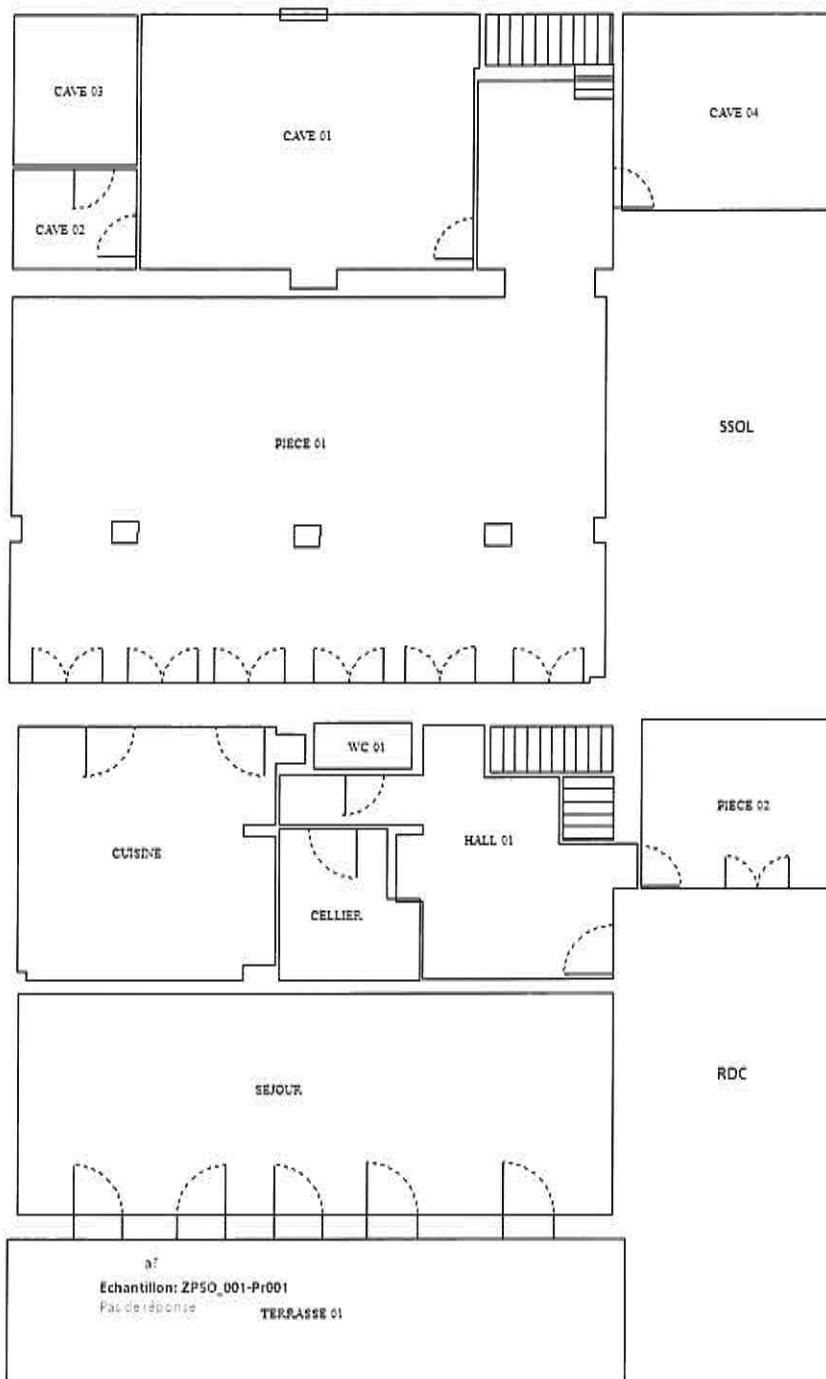 CAVE 03
CAVE 01
CAVE 04
CAVE 02
PIECE 01
SSOL
WC 01
PIECE 02
HALL 01
CUISINE
CELLIER
RDC
SEJOUR
a?
Echantillon: ZPSO_001-Pr001
Pas de réponse
TERRASSE 01